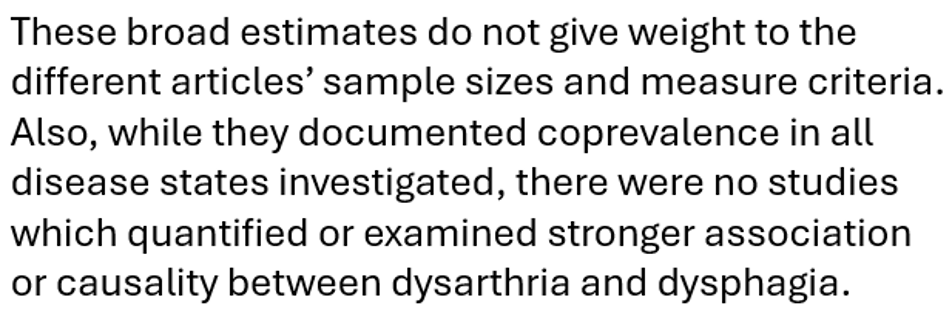 These broad estimates do not give weight to the
different articles’ sample sizes and measure criteria.
Also, while they documented coprevalence in all
disease states investigated, there were no studies
which quantified or examined stronger association
or causality between dysarthria and dysphagia.